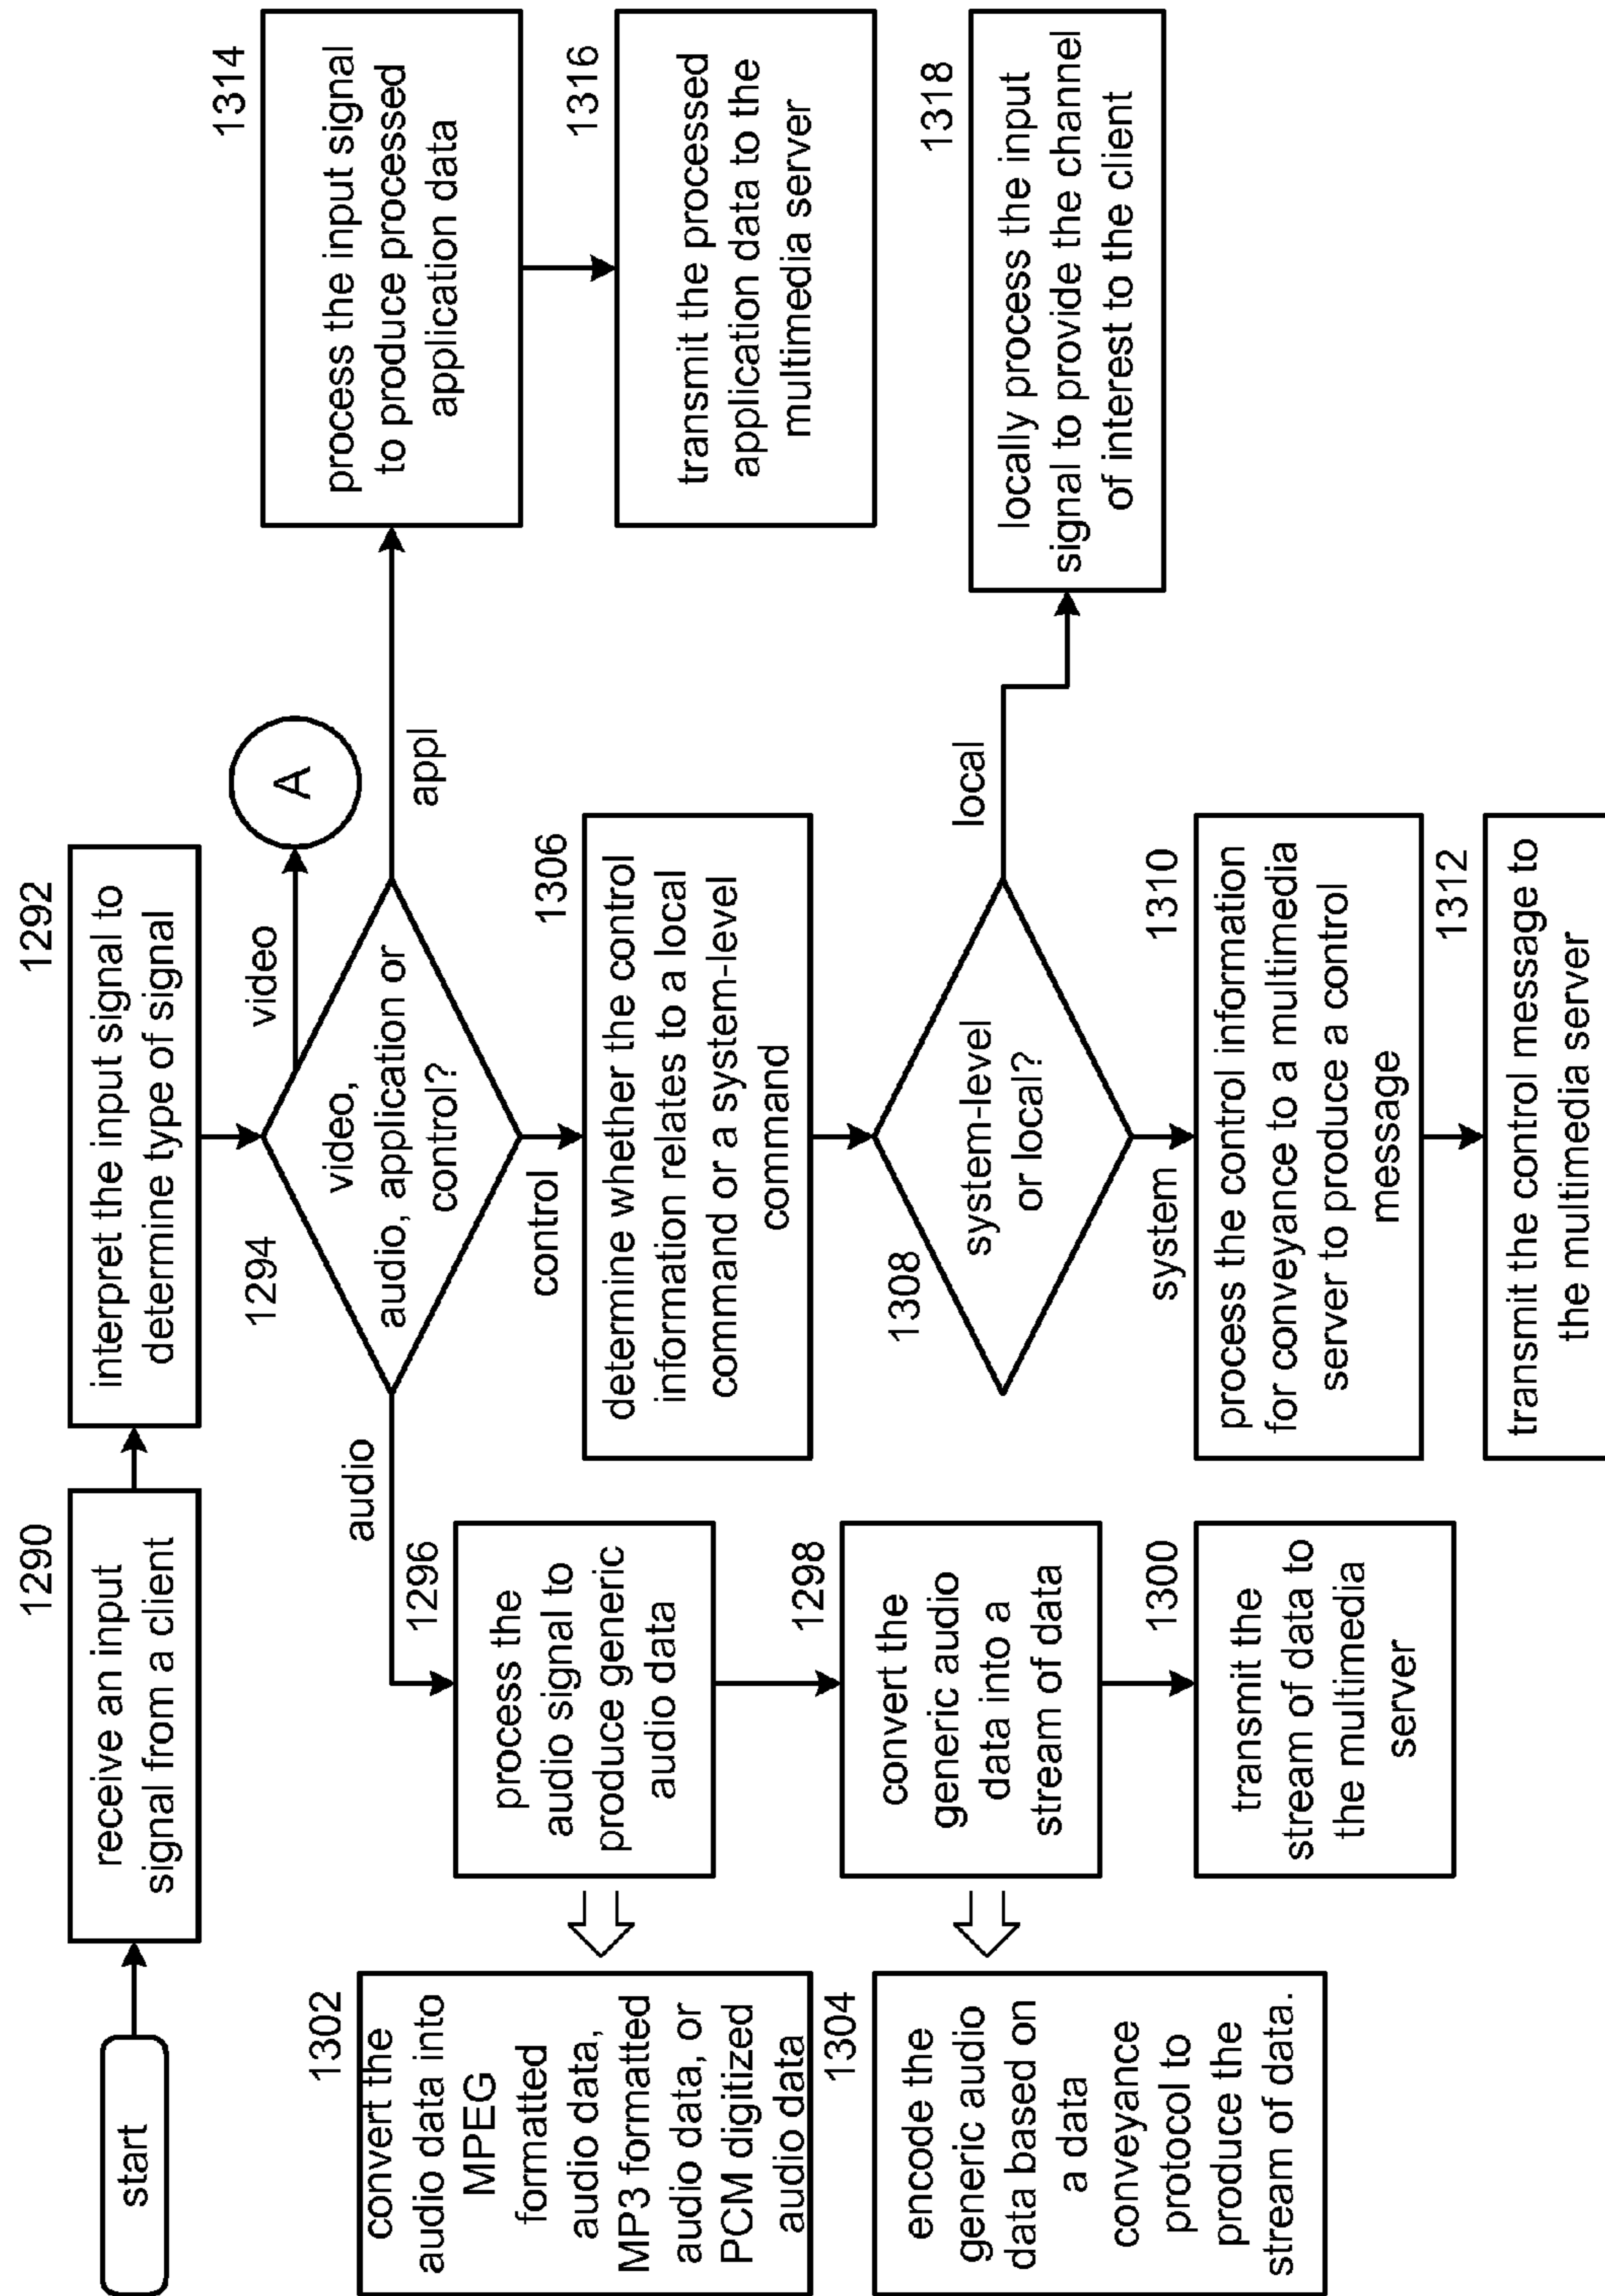 start
1290
receive an input
signal from a client
1292
interpret the input signal to
determine type of signal
1294
video,
audio, application or
control?
video
A
appl
1314
process the input signal
to produce processed
application data
1316
transmit the processed
application data to the
multimedia server
audio
1296
process the
audio signal to
produce generic
audio data
1302
convert the
audio data into
MPEG
formatted
audio data,
MP3 formatted
audio data, or
PCM digitized
audio data
1298
convert the
generic audio
data into a
stream of data
1304
encode the
generic audio
data based on
a data
conveyance
protocol to
produce the
stream of data.
1300
transmit the
stream of data to
the multimedia
server
control
1306
determine whether the control
information relates to a local
command or a system-level
command
1308
system-level
or local?
local
1318
locally process the input
signal to provide the channel
of interest to the client
system
1310
process the control information
for conveyance to a multimedia
server to produce a control
message
1312
transmit the control message to
the multimedia server